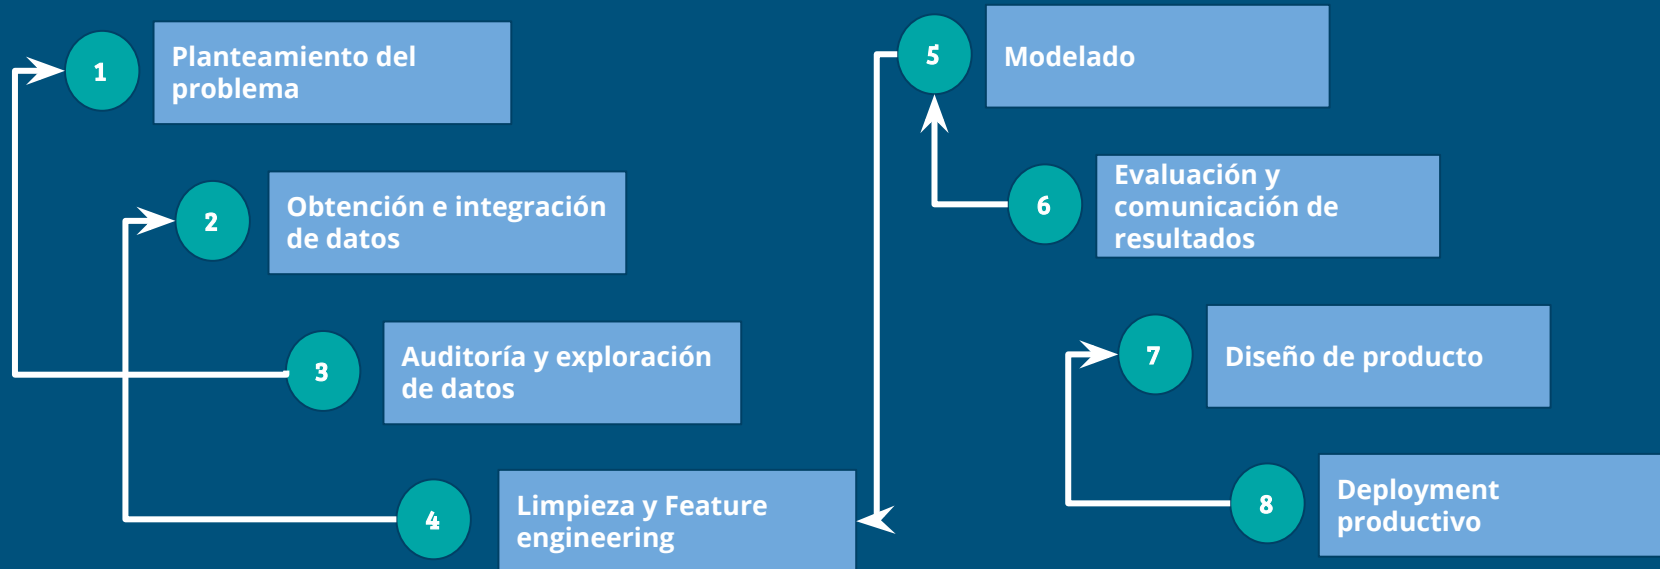 1
Planteamiento del
problema
2
Obtención e integración
de datos
3
Auditoría y exploración
de datos
4
Limpieza y Feature
engineering
5
Modelado
6
Evaluación y
comunicación de
resultados
7
Diseño de producto
8
Deployment
productivo